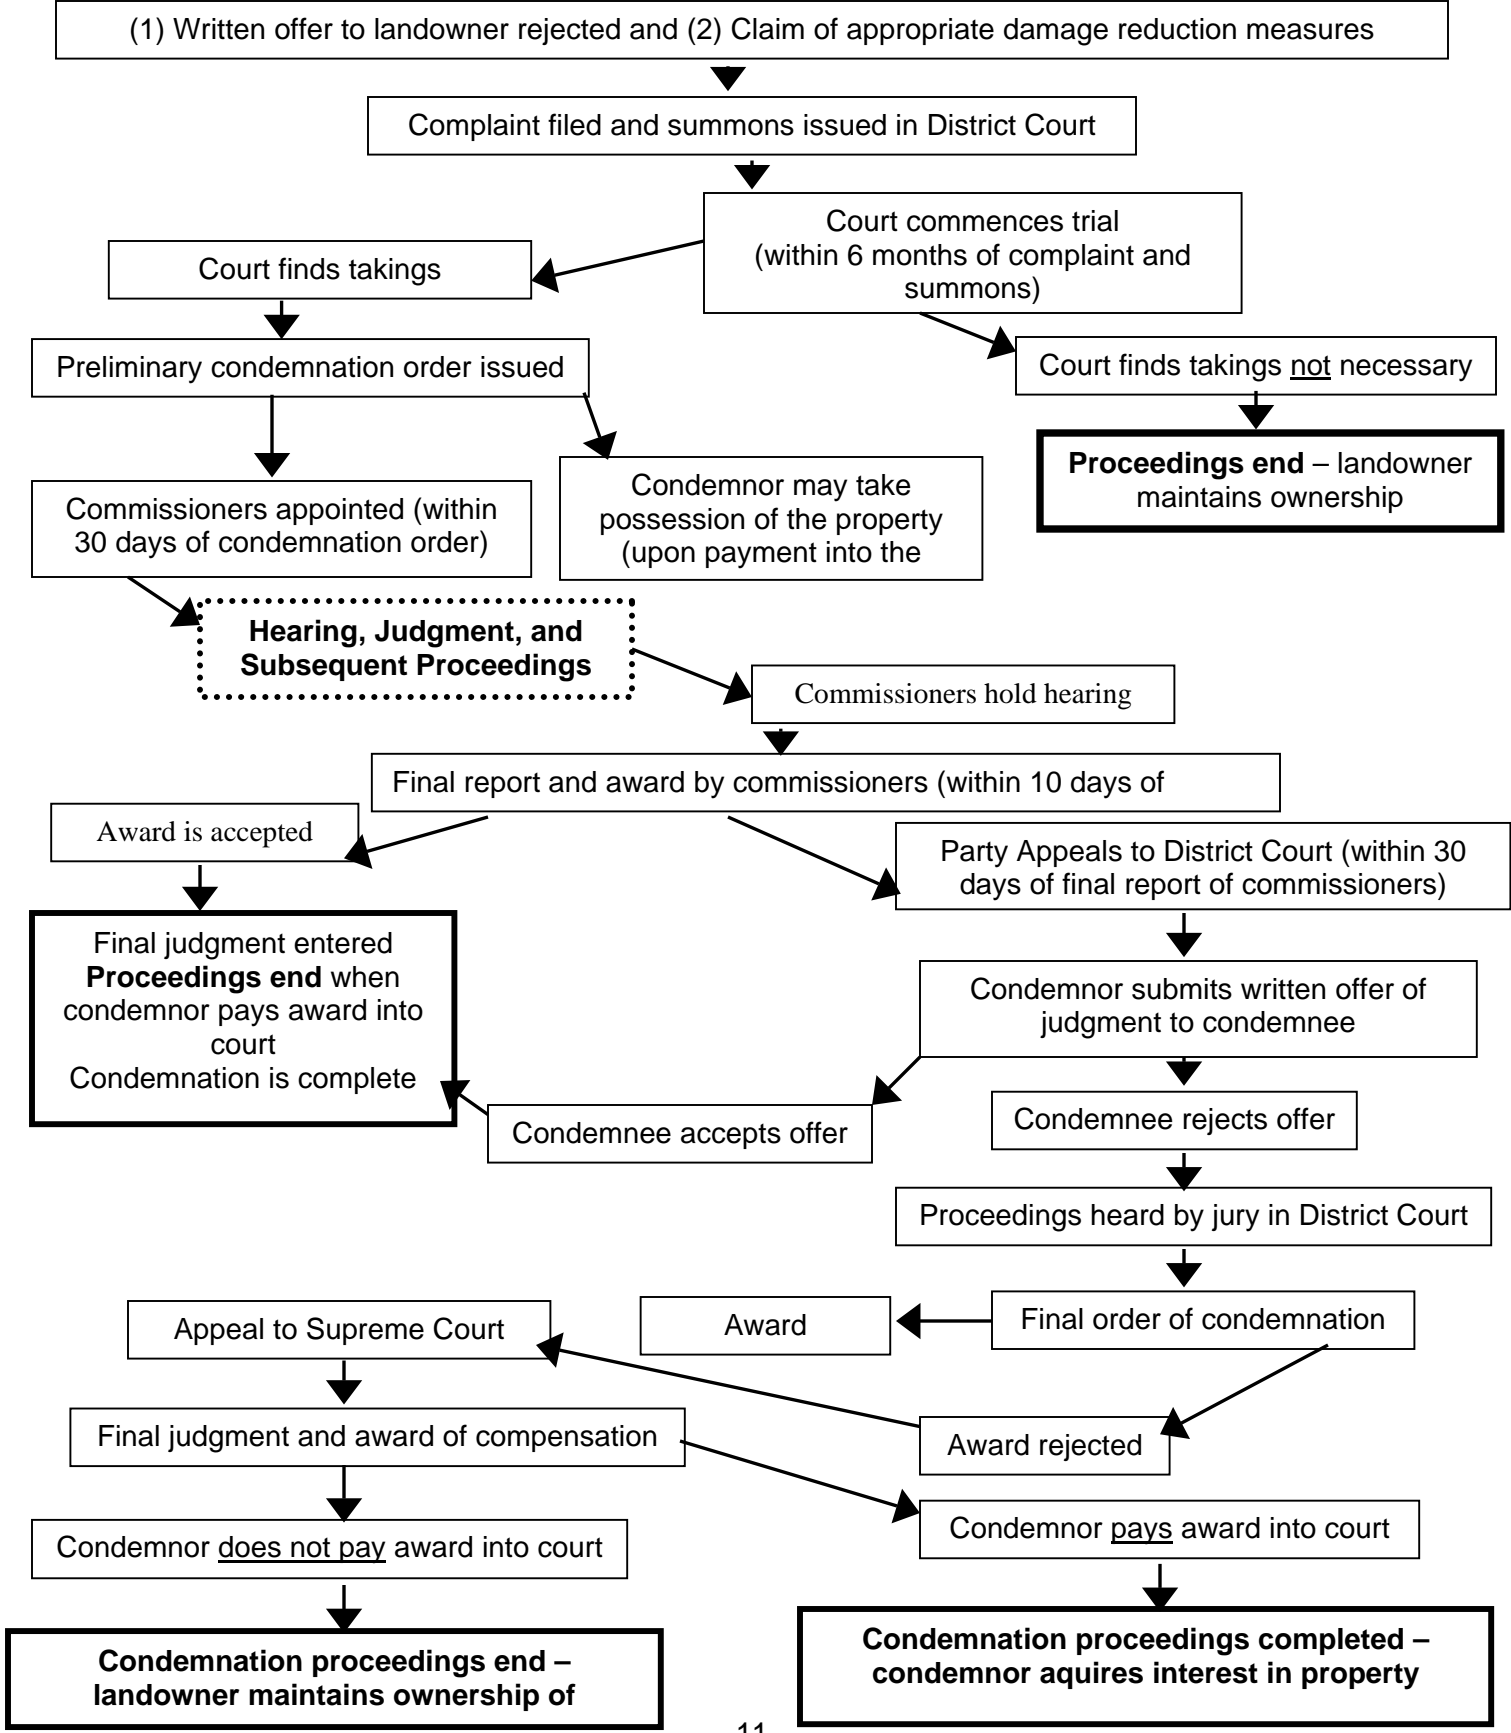 (1) Written offer to landowner rejected and (2) Claim of appropriate damage reduction measures
Complaint filed and summons issued in District Court
Court commences trial
(within 6 months of complaint and
summons)
Court finds takings
Preliminary condemnation order issued
Court finds takings not necessary
Proceedings end – landowner
maintains ownership
Commissioners appointed (within
30 days of condemnation order)
Condemnor may take
possession of the property
(upon payment into the
Hearing, Judgment, and
Subsequent Proceedings
Commissioners hold hearing
Final report and award by commissioners (within 10 days of
Award is accepted
Party Appeals to District Court (within 30
days of final report of commissioners)
Final judgment entered
Proceedings end when
condemnor pays award into
court
Condemnation is complete
Condemnor submits written offer of
judgment to condemnee
Condemnee accepts offer
Condemnee rejects offer
Proceedings heard by jury in District Court
Final order of condemnation
Award
Appeal to Supreme Court
Award rejected
Final judgment and award of compensation
Condemnor pays award into court
Condemnor does not pay award into court
Condemnation proceedings end –
landowner maintains ownership of
Condemnation proceedings completed –
condemnor aquires interest in property
11